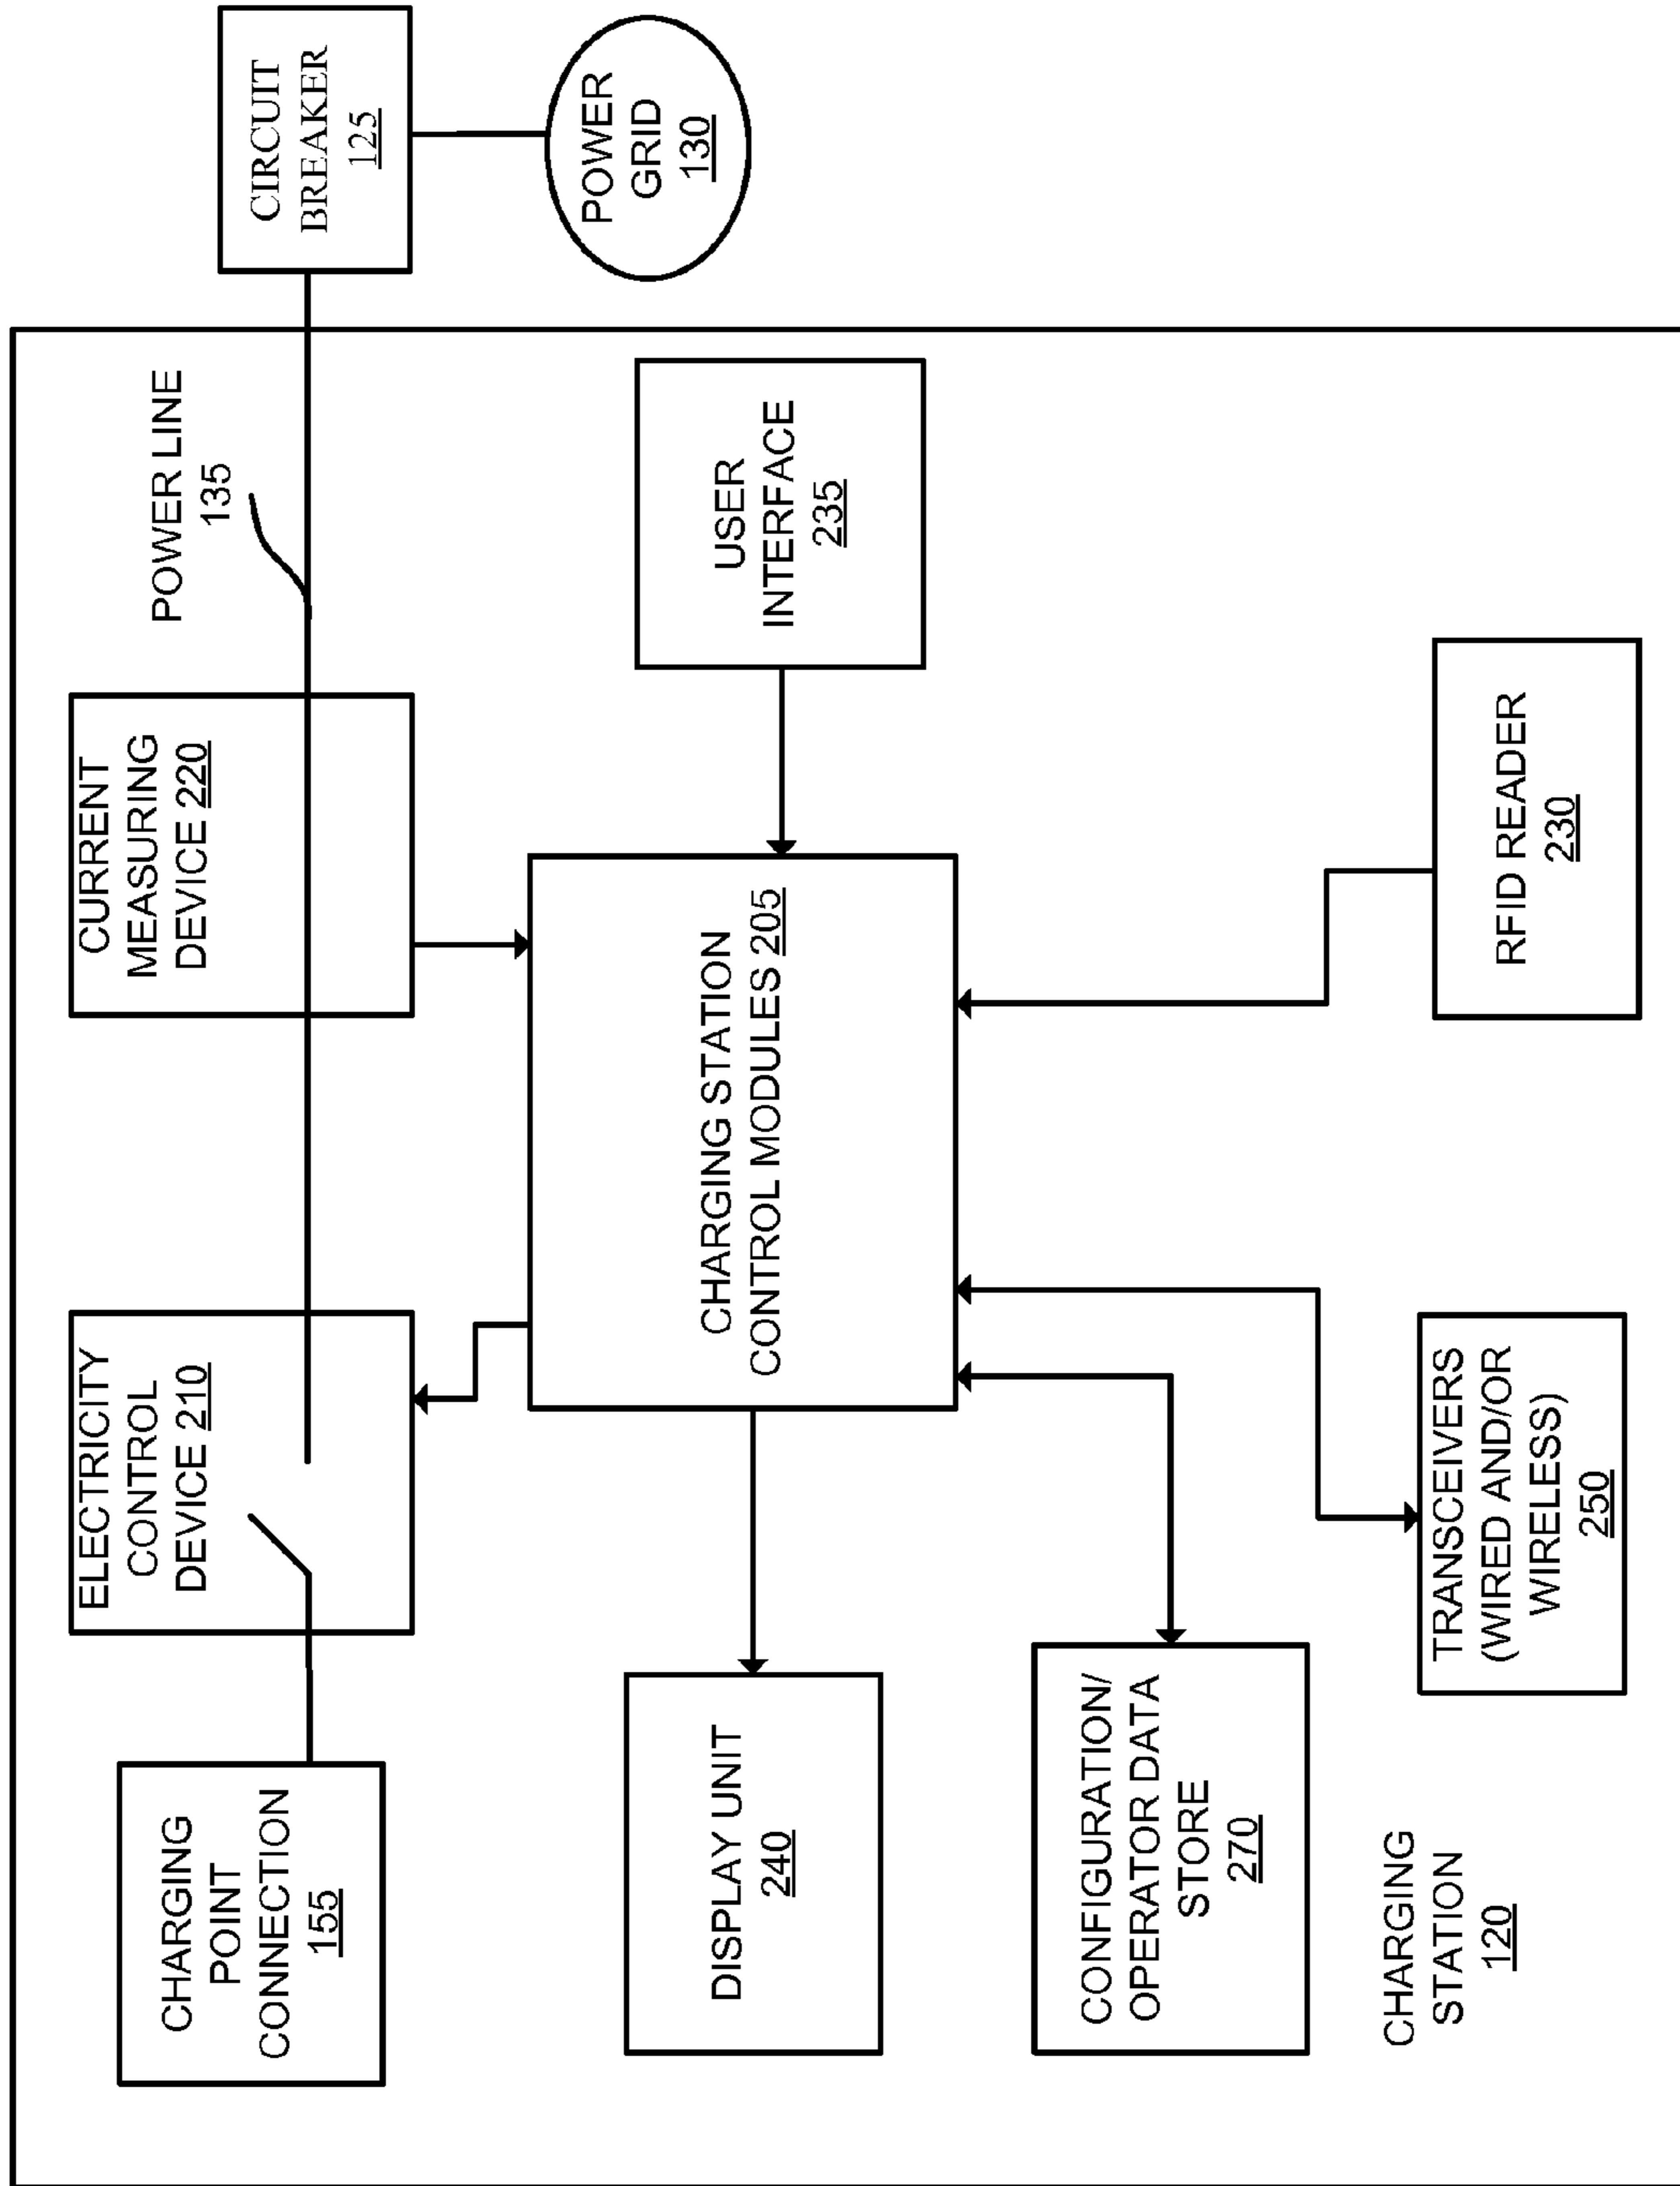 CHARGING
POINT
CONNECTION
155
ELECTRICITY
CONTROL
DEVICE 210
CURRENT
MEASURING
DEVICE 220
POWER LINE
135
CIRCUIT
BREAKER
125
POWER
GRID
130
DISPLAY UNIT
240
CHARGING STATION
CONTROL MODULES 205
USER
INTERFACE
235
CONFIGURATION/
OPERATOR DATA
STORE
270
TRANSCEIVERS
(WIRED AND/OR
WIRELESS)
250
RFID READER
230
CHARGING
STATION
120